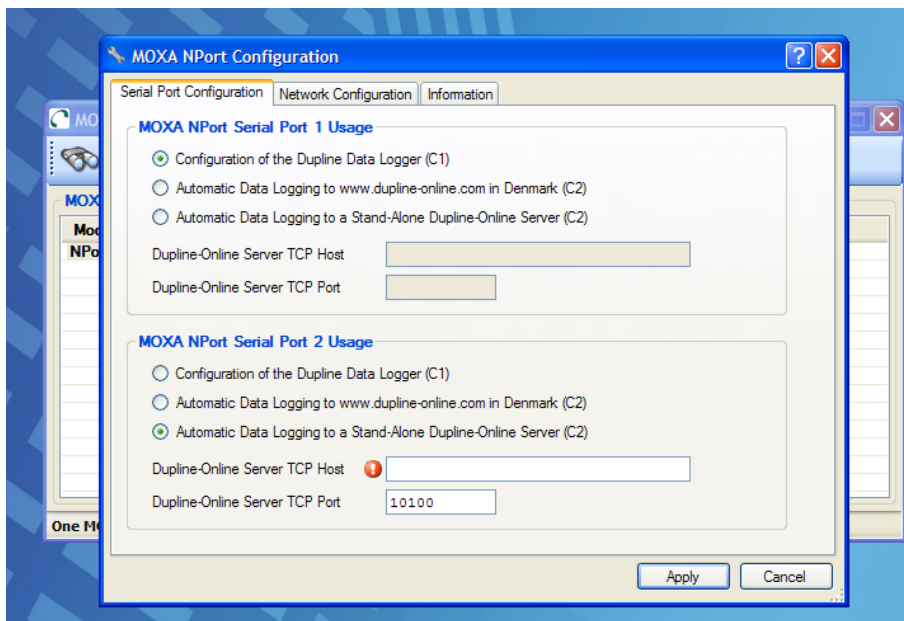 MOXA NPort Configuration
Serial Port Configuration
Network Configuration
Information
MOXA NPort Serial Port 1 Usage
Configuration of the Dupline Data Logger (C1)
Automatic Data Logging to www.dupline-online.com in Denmark (C2)
Automatic Data Logging to a Stand-Alone Dupline-Online Server (C2)
Dupline-Online Server TCP Host
Dupline-Online Server TCP Port
MOXA NPort Serial Port 2 Usage
Configuration of the Dupline Data Logger (C1)
Automatic Data Logging to www.dupline-online.com in Denmark (C2)
Automatic Data Logging to a Stand-Alone Dupline-Online Server (C2)
Dupline-Online Server TCP Host
Dupline-Online Server TCP Port 10100
Apply
Cancel
MO
MOX
Mod
NPo
One M